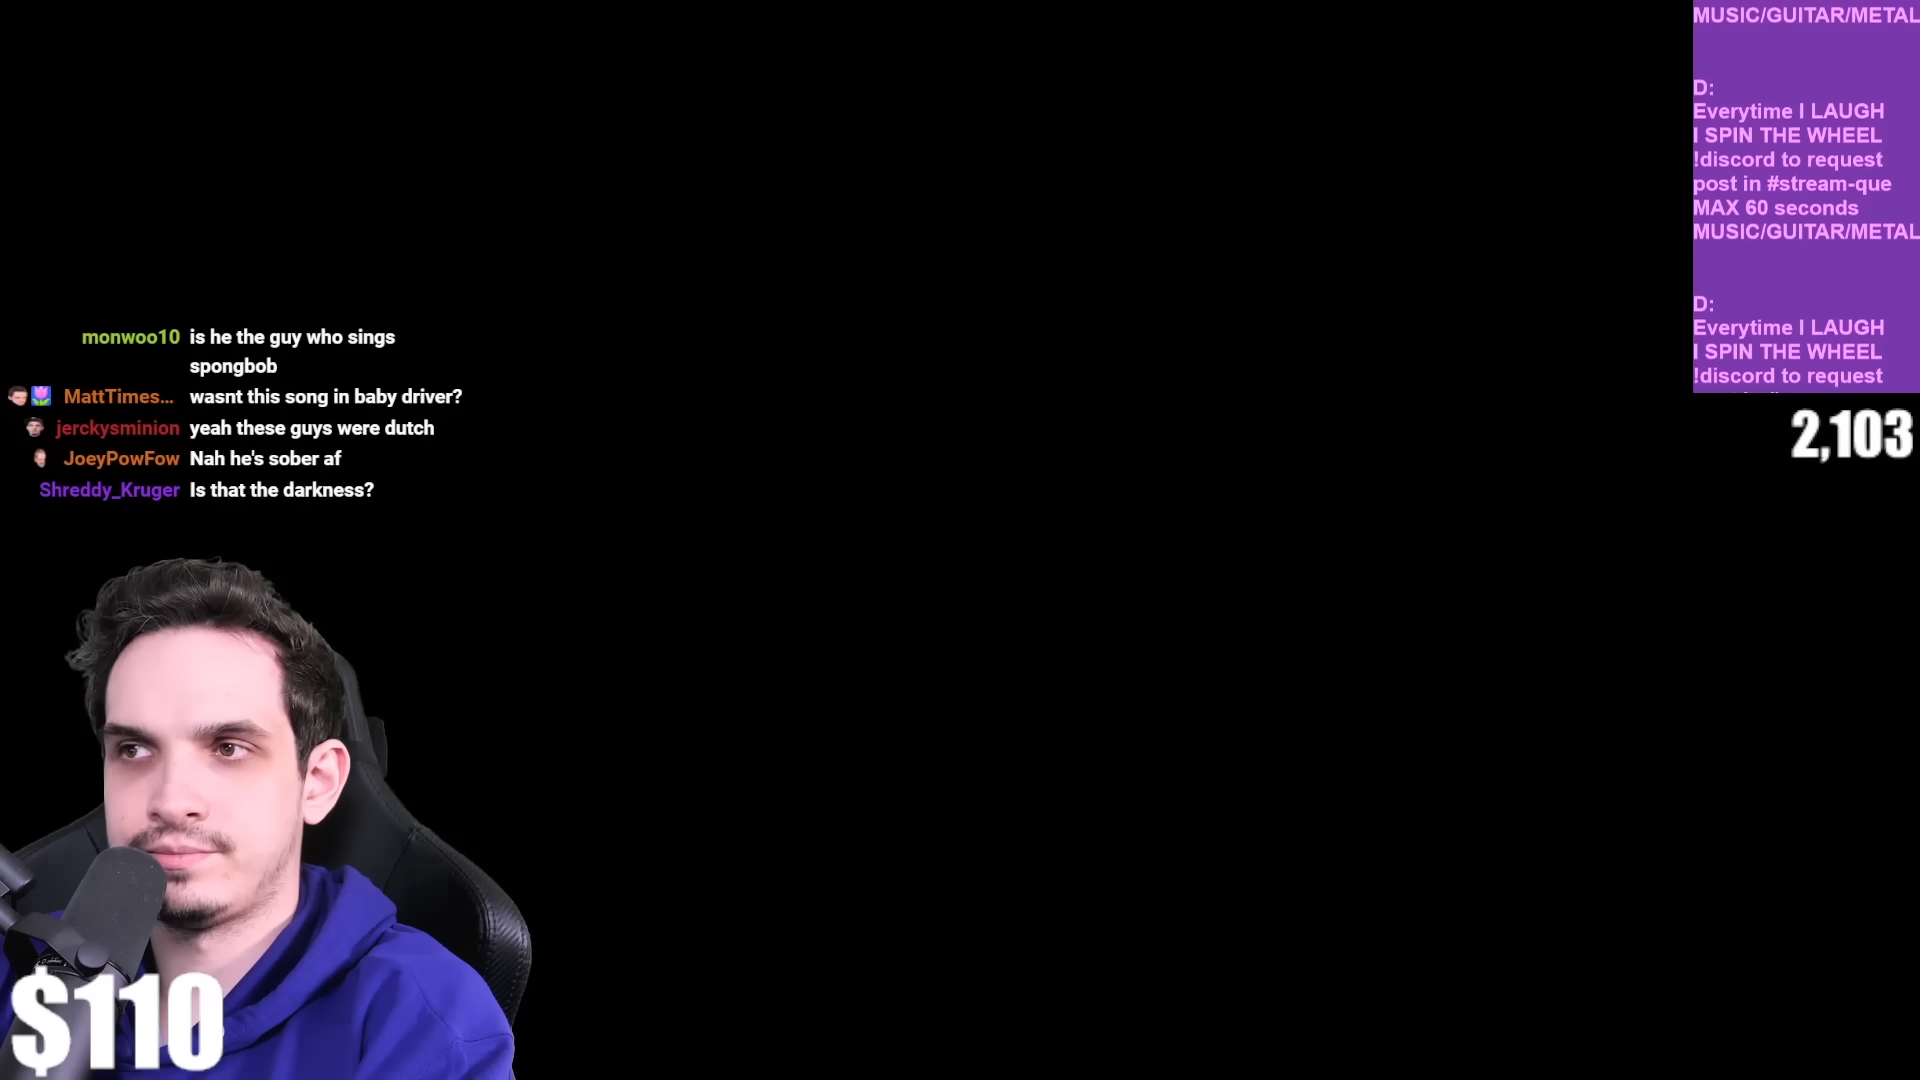 monwoo10 is he the guy who sings
spongbob
MattTimes... wasnt this song in baby driver?
jerckysminion yeah these guys were dutch
JoeyPowFow Nah he's sober af
Shreddy_Kruger Is that the darkness?
$110
MUSIC/GUITAR/METAL
D:
Everytime I LAUGH
I SPIN THE WHEEL
!discord to request
post in #stream-que
MAX 60 seconds
MUSIC/GUITAR/METAL
D:
Everytime I LAUGH
I SPIN THE WHEEL
!discord to request
2,103